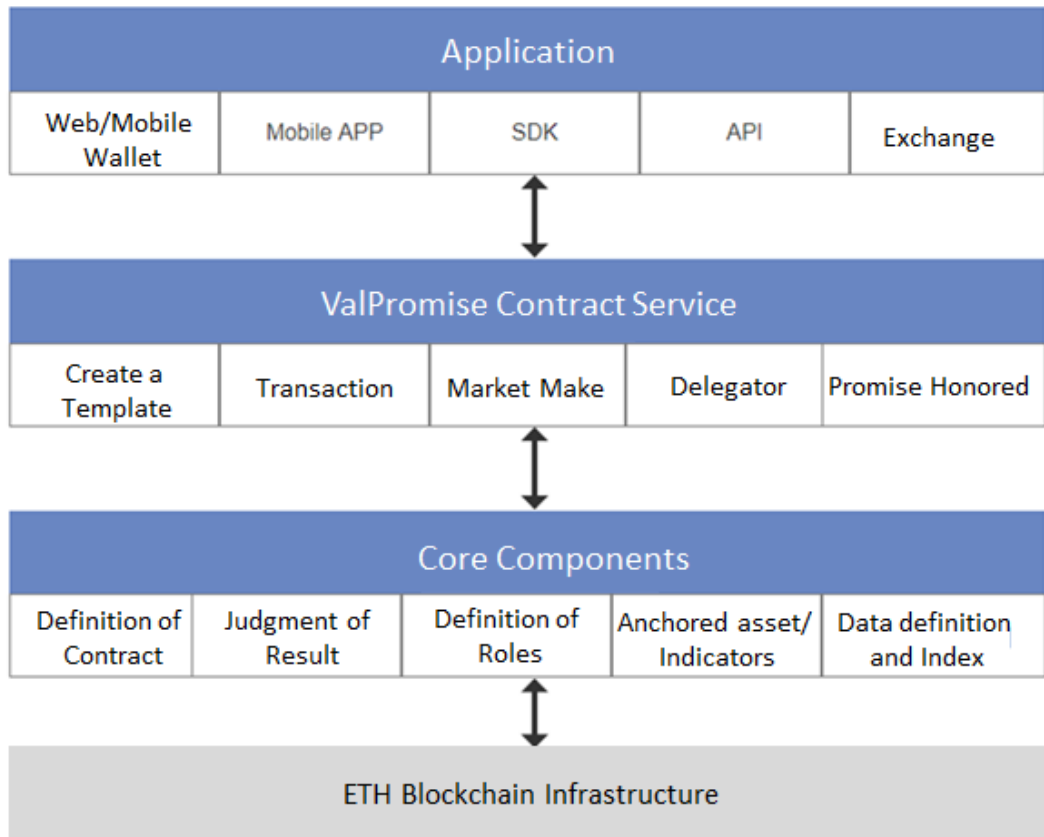 Application
Web/Mobile
Wallet
Mobile APP
SDK
API
Exchange
ValPromise Contract Service
Create a
Template
Transaction
Market Make
Delegator
Promise Honored
Core Components
Definition of
Contract
Judgment of
Result
Definition of
Roles
Anchored asset/
Indicators
Data definition
and Index
ETH Blockchain Infrastructure